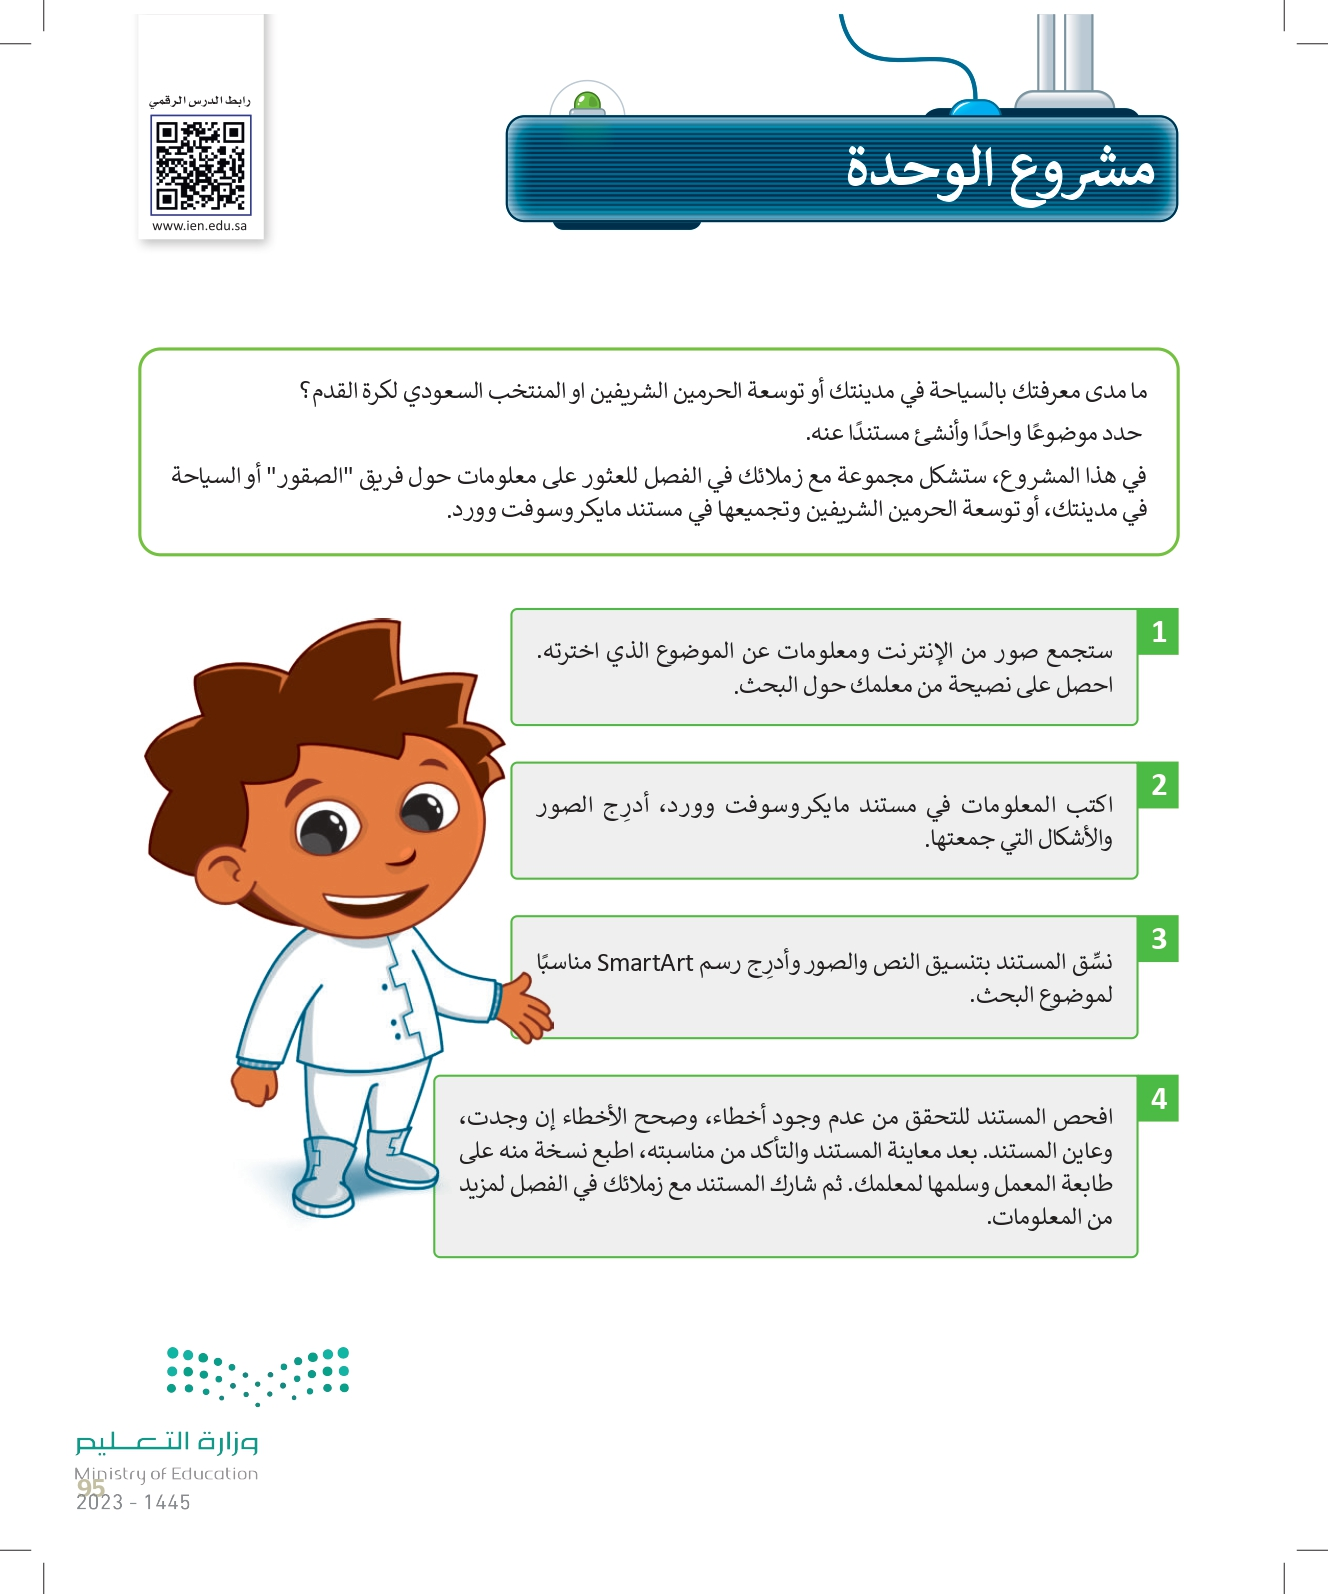 رابط الدرس الرقمي
www.ien.edu.sa
مشروع الوحدة
ما مدى معرفتك بالسياحة في مدينتك أو توسعة الحرمين الشريفين او المنتخب السعودي لكرة القدم؟
حدد موضوعًا واحدًا وأنشئ مستندًا عنه.
في هذا المشروع، ستشكل مجموعة مع زملائك في الفصل للعثور على معلومات حول فريق "الصقور" أو السياحة
في مدينتك، أو توسعة الحرمين الشريفين وتجميعها في مستند مايكروسوفت وورد.
1
ستجمع صور من الإنترنت ومعلومات عن الموضوع الذي اخترته.
احصل على نصيحة من معلمك حول البحث.
2
اكتب المعلومات في مستند مايكروسوفت وورد، أدرِج الصور
والأشكال التي جمعتها.
3
نسِّق المستند بتنسيق النص والصور وأدرِج رسم SmartArt مناسبًا
لموضوع البحث.
4
افحص المستند للتحقق من عدم وجود أخطاء، وصحح الأخطاء إن وجدت،
وعاين المستند. بعد معاينة المستند والتأكد من مناسبته، اطبع نسخة منه على
طابعة المعمل وسلمها لمعلمك. ثم شارك المستند مع زملائك في الفصل لمزيد
من المعلومات.
وزارة التعليم
Ministry of Education
95
2023 - 1445